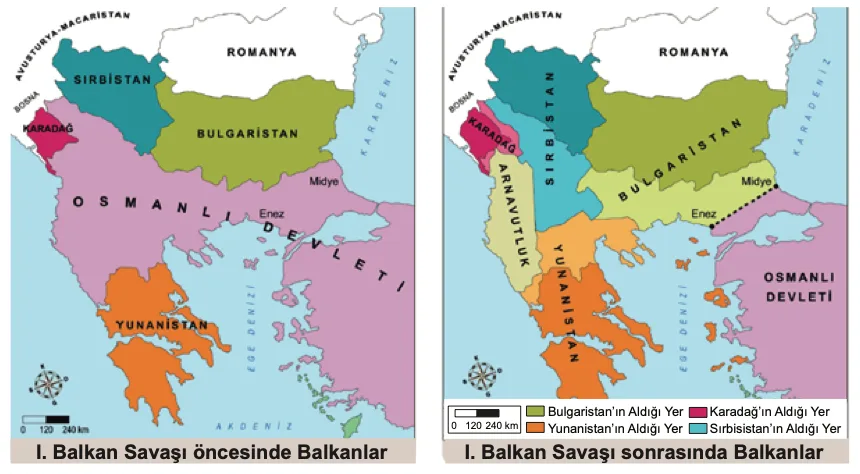 AVUSTURYA-MACARİSTAN
ROMANYA
SIRBİSTAN
BOSNA
KARADAĞ
BULGARİSTAN
KARADENİZ
Midye
OSMANLI DEVLETİ
Enez
YUNANİSTAN
EGE DENİZİ
AKDENİZ
0 120 240 km
I. Balkan Savaşı öncesinde Balkanlar
AVUSTURYA-MACARİSTAN
ROMANYA
BOSNA
KARADAĞ
SIRBİSTAN
BULGARİSTAN
KARADENİZ
Midye
Enez
ARNAVUTLUK
YUNANİSTAN
OSMANLI
DEVLETİ
EGE DENİZİ
0 120 240 km
Bulgaristan'ın Aldığı Yer
Karadağ'ın Aldığı Yer
Yunanistan'ın Aldığı Yer
Sırbisistan'ın Aldığı Yer
I. Balkan Savaşı sonrasında Balkanlar